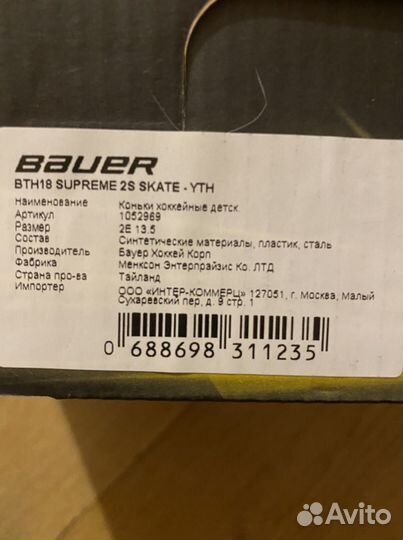 BAUER
BTH18 SUPREME 2S SKATE - YTH
Наименование Коньки хоккейные детск.
Артикул 1052969
Размер 2E 13.5
Состав Синтетические материалы, пластик, сталь
Производитель Бауер Хоккей Корп
Фабрика Менксон Энтерпрайзис Ко. ЛТД
Страна про-ва Тайланд
Импортер ООО «ИНТЕР-КОММЕРЦ» 127051, г. Москва, Малый
Сухаревский пер, д. 9 стр. 1
0 688698 311235
Avito